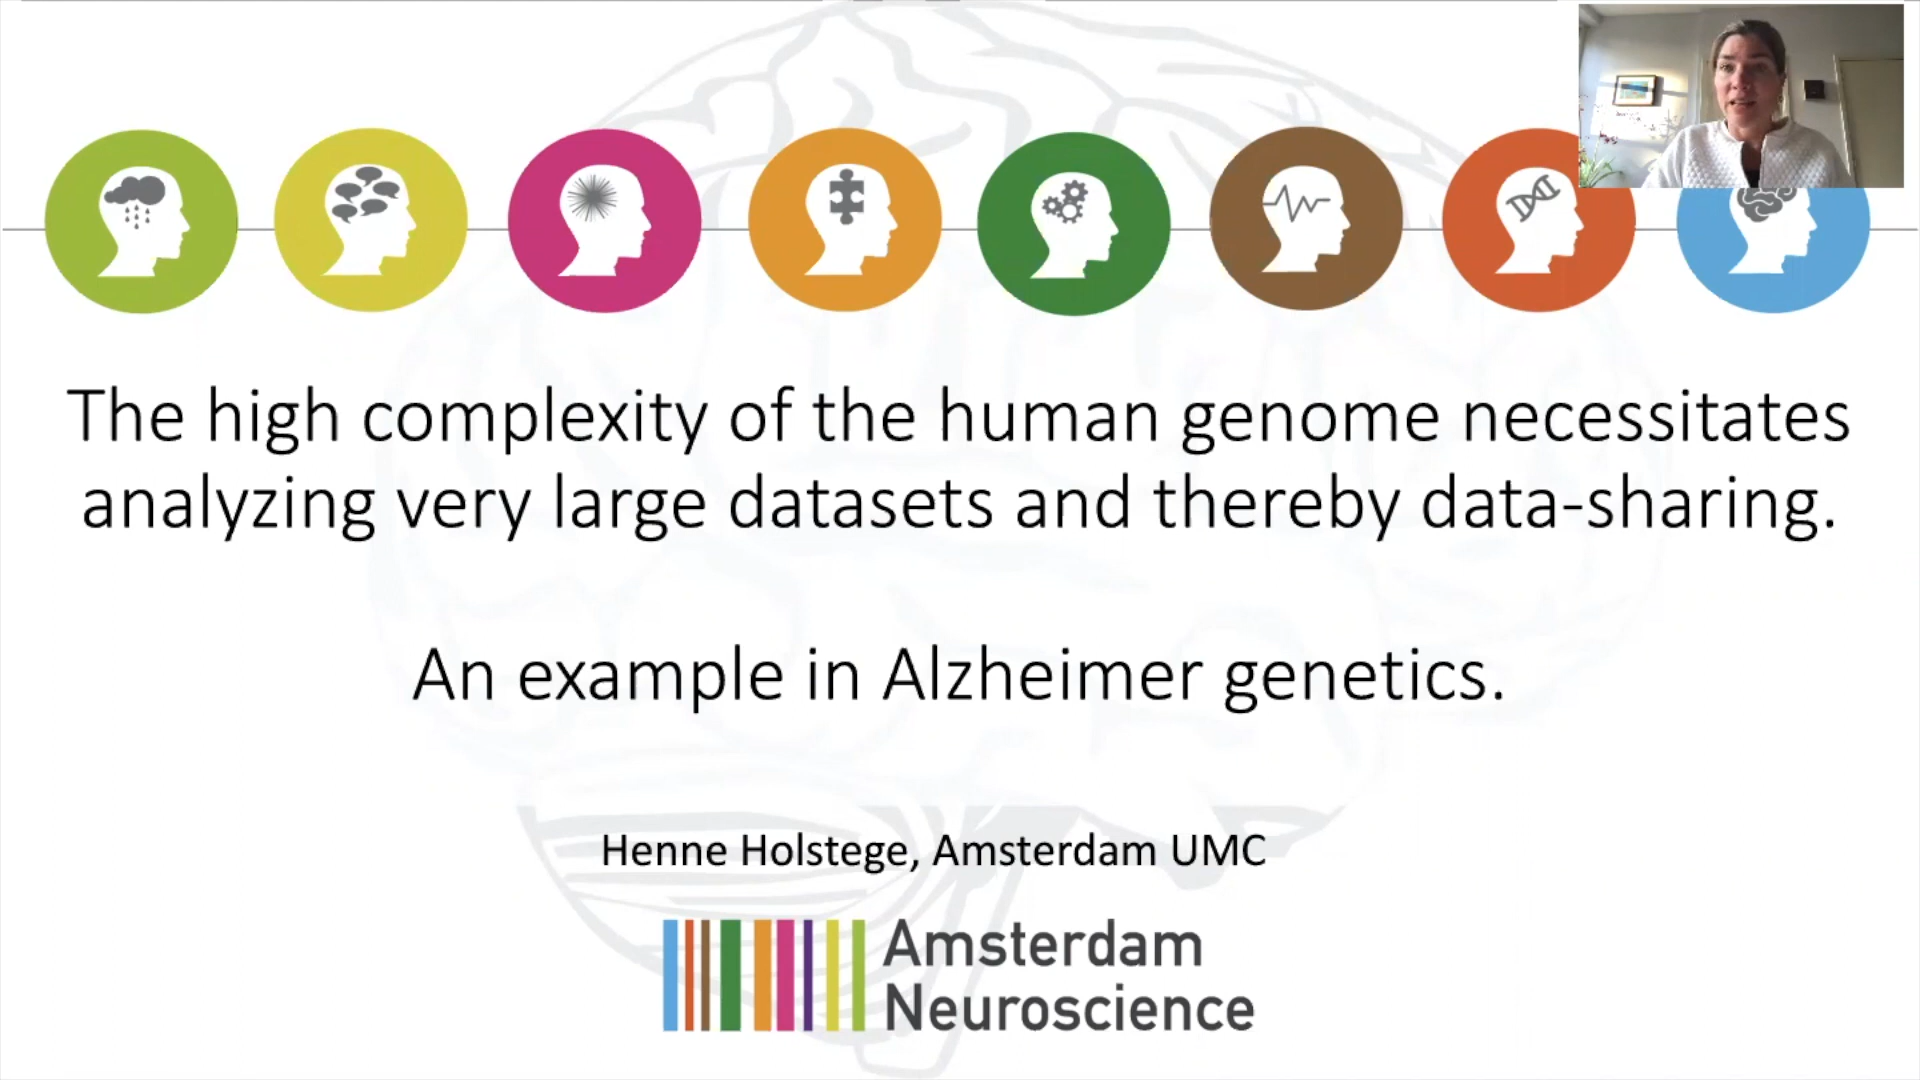 The high complexity of the human genome necessitates
analyzing very large datasets and thereby data-sharing.
An example in Alzheimer genetics.
Henne Holstege, Amsterdam UMC
Amsterdam
Neuroscience